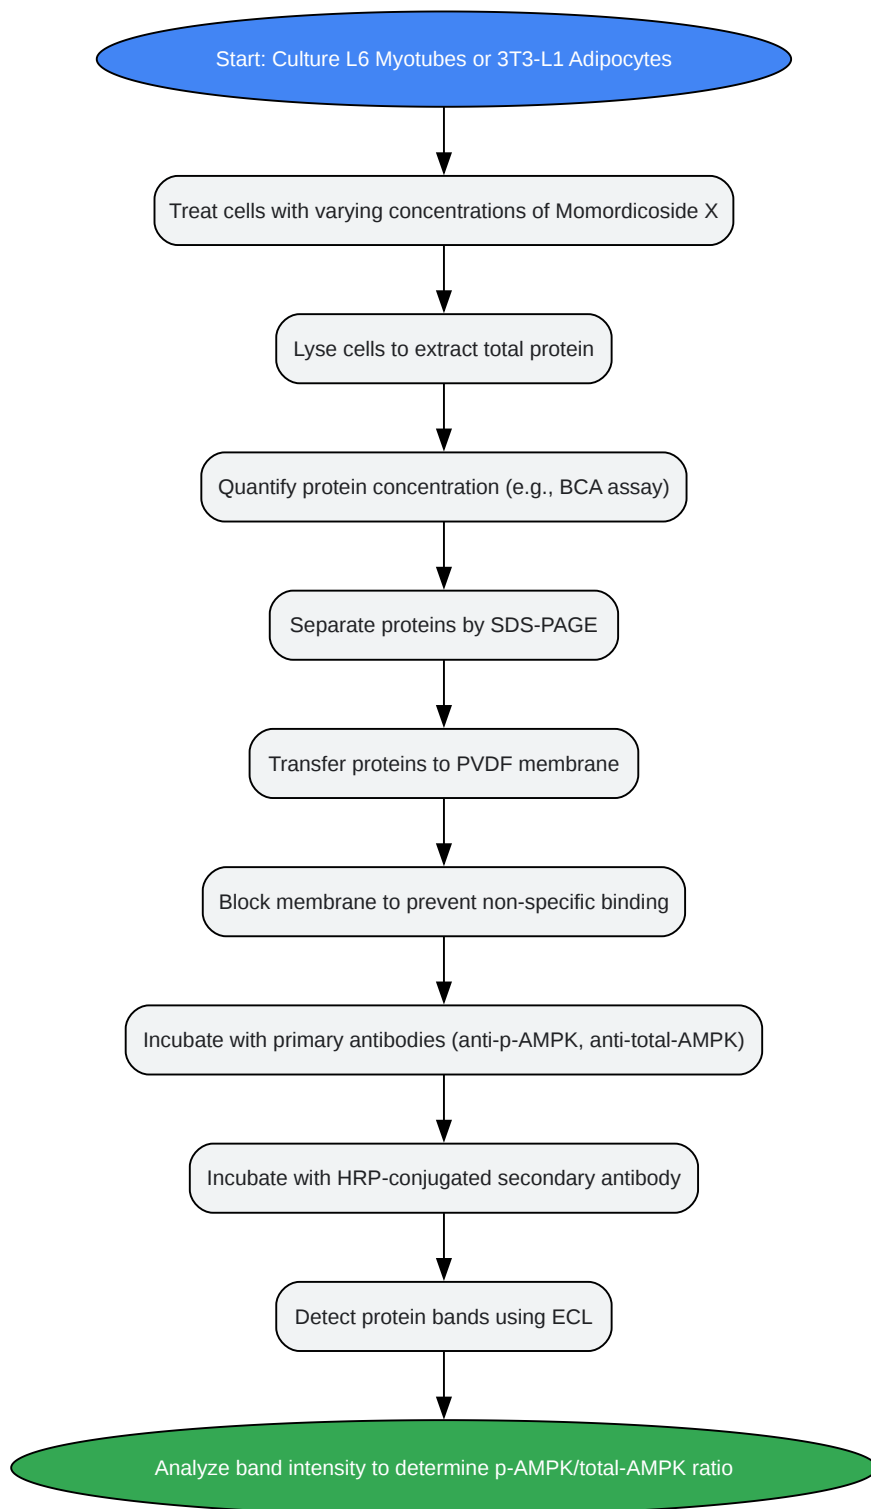 Start: Culture L6 Myotubes or 3T3-L1 Adipocytes
Treat cells with varying concentrations of Momordicoside X
Lyse cells to extract total protein
Quantify protein concentration (e.g., BCA assay)
Separate proteins by SDS-PAGE
Transfer proteins to PVDF membrane
Block membrane to prevent non-specific binding
Incubate with primary antibodies (anti-p-AMPK, anti-total-AMPK)
Incubate with HRP-conjugated secondary antibody
Detect protein bands using ECL
Analyze band intensity to determine p-AMPK/total-AMPK ratio